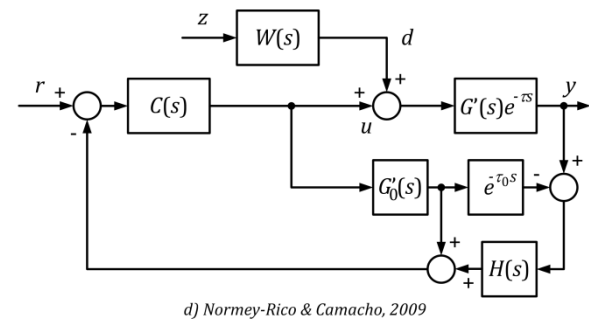 z
W(s)
d
r
+
C(s)
+
+
G'(s)e^{-τs}
y
-
u
+
G'_0(s)
e^{-τ_0 s}
-
+
H(s)
+
d) Normey-Rico & Camacho, 2009